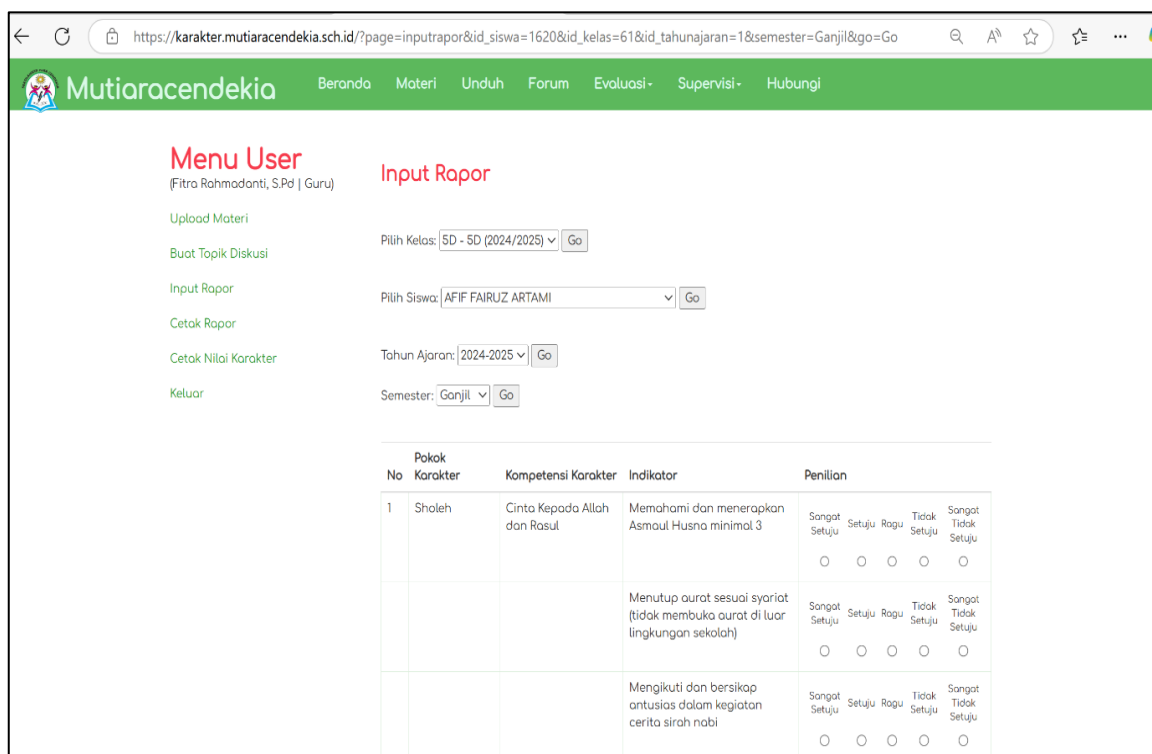 https://karakter.mutiaracendekia.sch.id/?page=inputrapor&id_siswa=1620&id_kelas=61&id_tahunajaran=1&semester=Ganjil&go=Go
Mutiaracendekia Beranda Materi Unduh Forum Evaluasi Supervisi Hubungi
Menu User
(Fitra Rahmadanti, S.Pd | Guru)
Upload Materi
Buat Topik Diskusi
Input Rapor
Cetak Rapor
Cetak Nilai Karakter
Keluar
Input Rapor
Pilih Kelas: 5D - 5D (2024/2025) Go
Pilih Siswa: AFIF FAIRUZ ARTAMI Go
Tahun Ajaran: 2024-2025 Go
Semester: Ganjil Go
No Pokok Karakter Kompetensi Karakter Indikator Penilian
1 Sholeh Cinta Kepada Allah dan Rasul
Memahami dan menerapkan
Asmaul Husna minimal 3
Sangat Setuju Setuju Ragu Tidak Setuju Sangat Tidak Setuju
Menutup aurat sesuai syariat
(tidak membuka aurat di luar
lingkungan sekolah)
Sangat Setuju Setuju Ragu Tidak Setuju Sangat Tidak Setuju
Mengikuti dan bersikap
antusias dalam kegiatan
cerita sirah nabi
Sangat Setuju Setuju Ragu Tidak Setuju Sangat Tidak Setuju